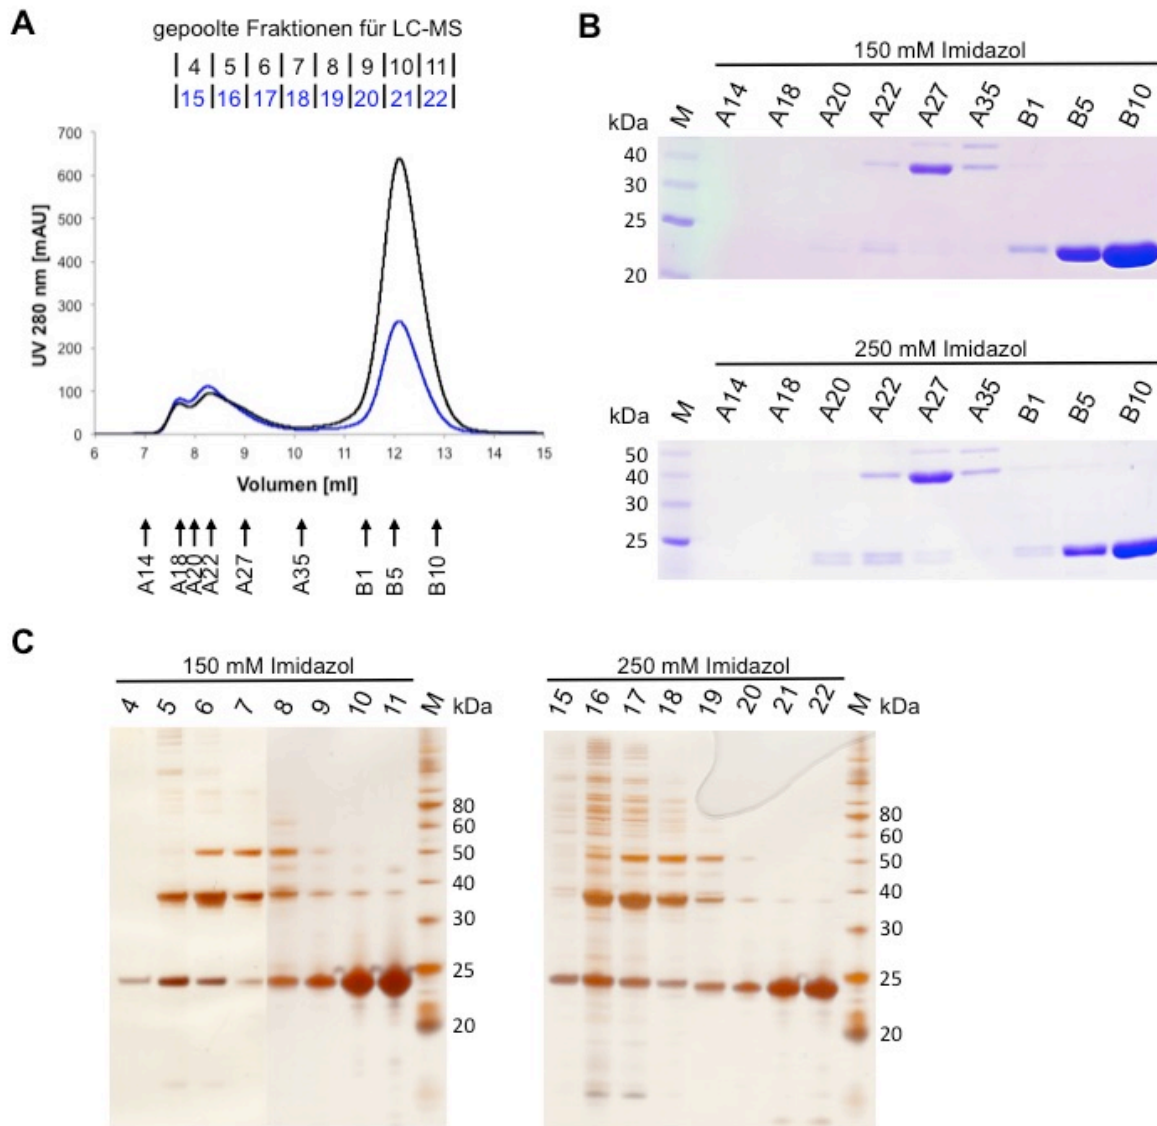 A
gepoolte Fraktionen für LC-MS
| 4 | 5 | 6 | 7 | 8 | 9 |10 | 11 |
|15|16|17|18|19|20|21|22|
700
600
500
400
300
200
100
0
UV 280 nm [mAU]
6 7 8 9 10 11 12 13 14 15
Volumen [ml]
A14 A18 A20 A22 A27 A35 B1 B5 B10
B
150 mM Imidazol
kDa M A14 A18 A20 A22 A27 A35 B1 B5 B10
40
30
25
20
250 mM Imidazol
kDa M A14 A18 A20 A22 A27 A35 B1 B5 B10
50
40
30
25
C
150 mM Imidazol
4 5 6 7 8 9 10 11 M kDa
80
60
50
40
30
25
20
250 mM Imidazol
15 16 17 18 19 20 21 22 M kDa
80
60
50
40
30
25
20